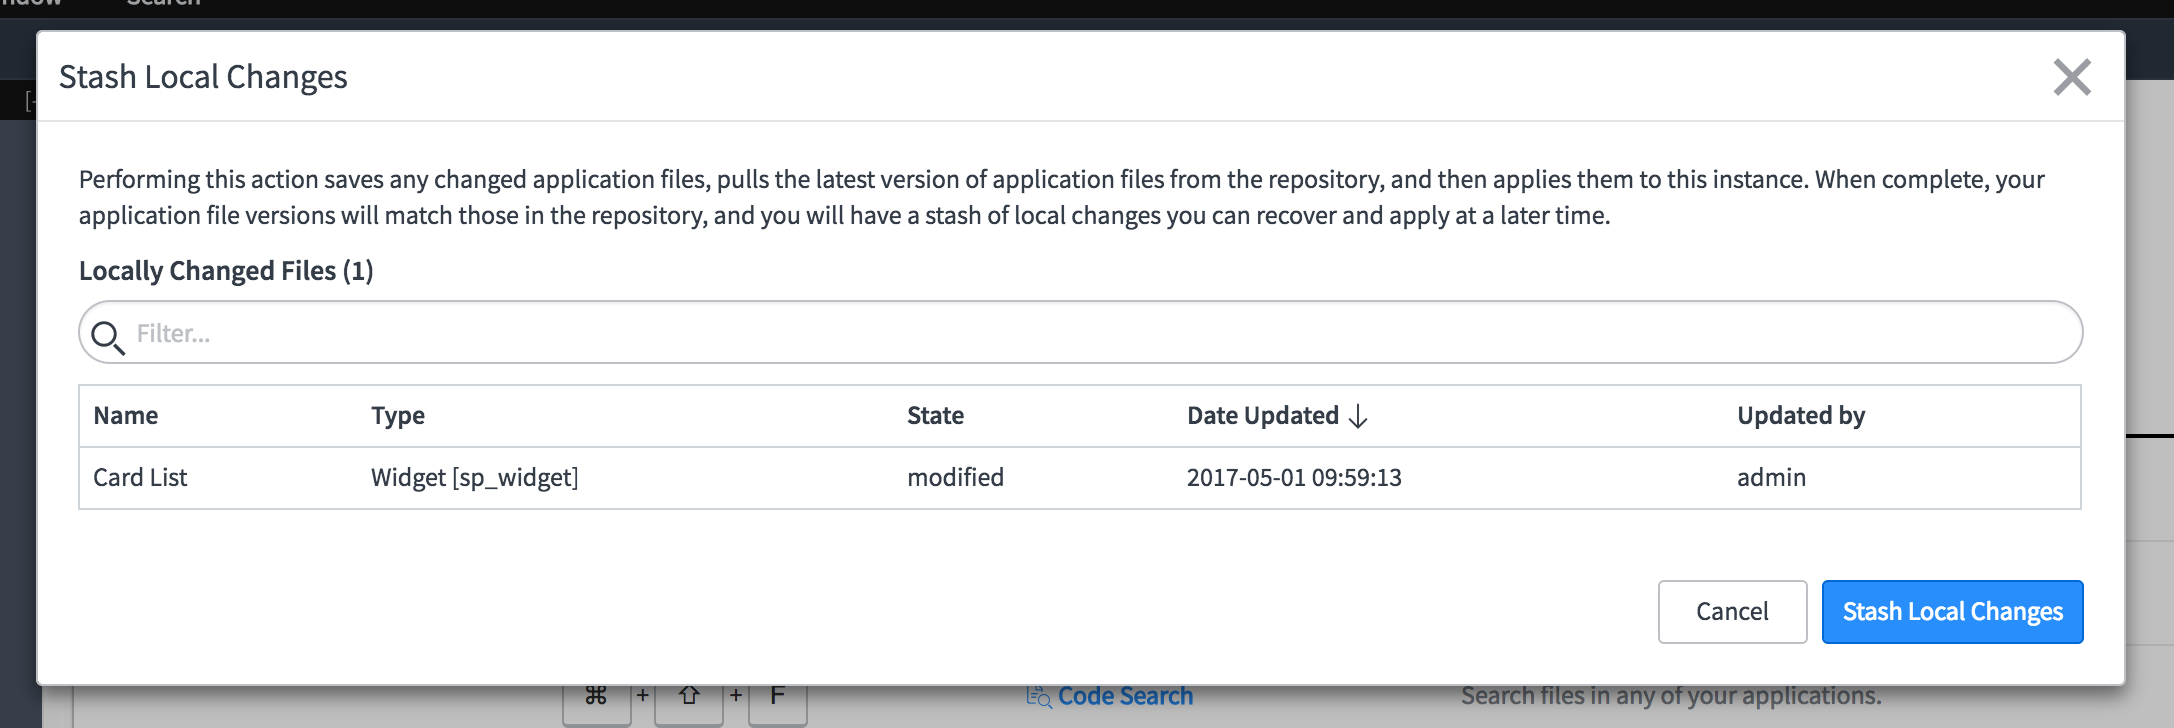 Search
Stash Local Changes
Performing this action saves any changed application files, pulls the latest version of application files from the repository, and then applies them to this instance. When complete, your
application file versions will match those in the repository, and you will have a stash of local changes you can recover and apply at a later time.
Locally Changed Files (1)
Filter...
Name Type State Date Updated Updated by
Card List Widget [sp_widget] modified 2017-05-01 09:59:13 admin
Cancel Stash Local Changes
⌘ + ⇧ + F Code Search Search files in any of your applications.